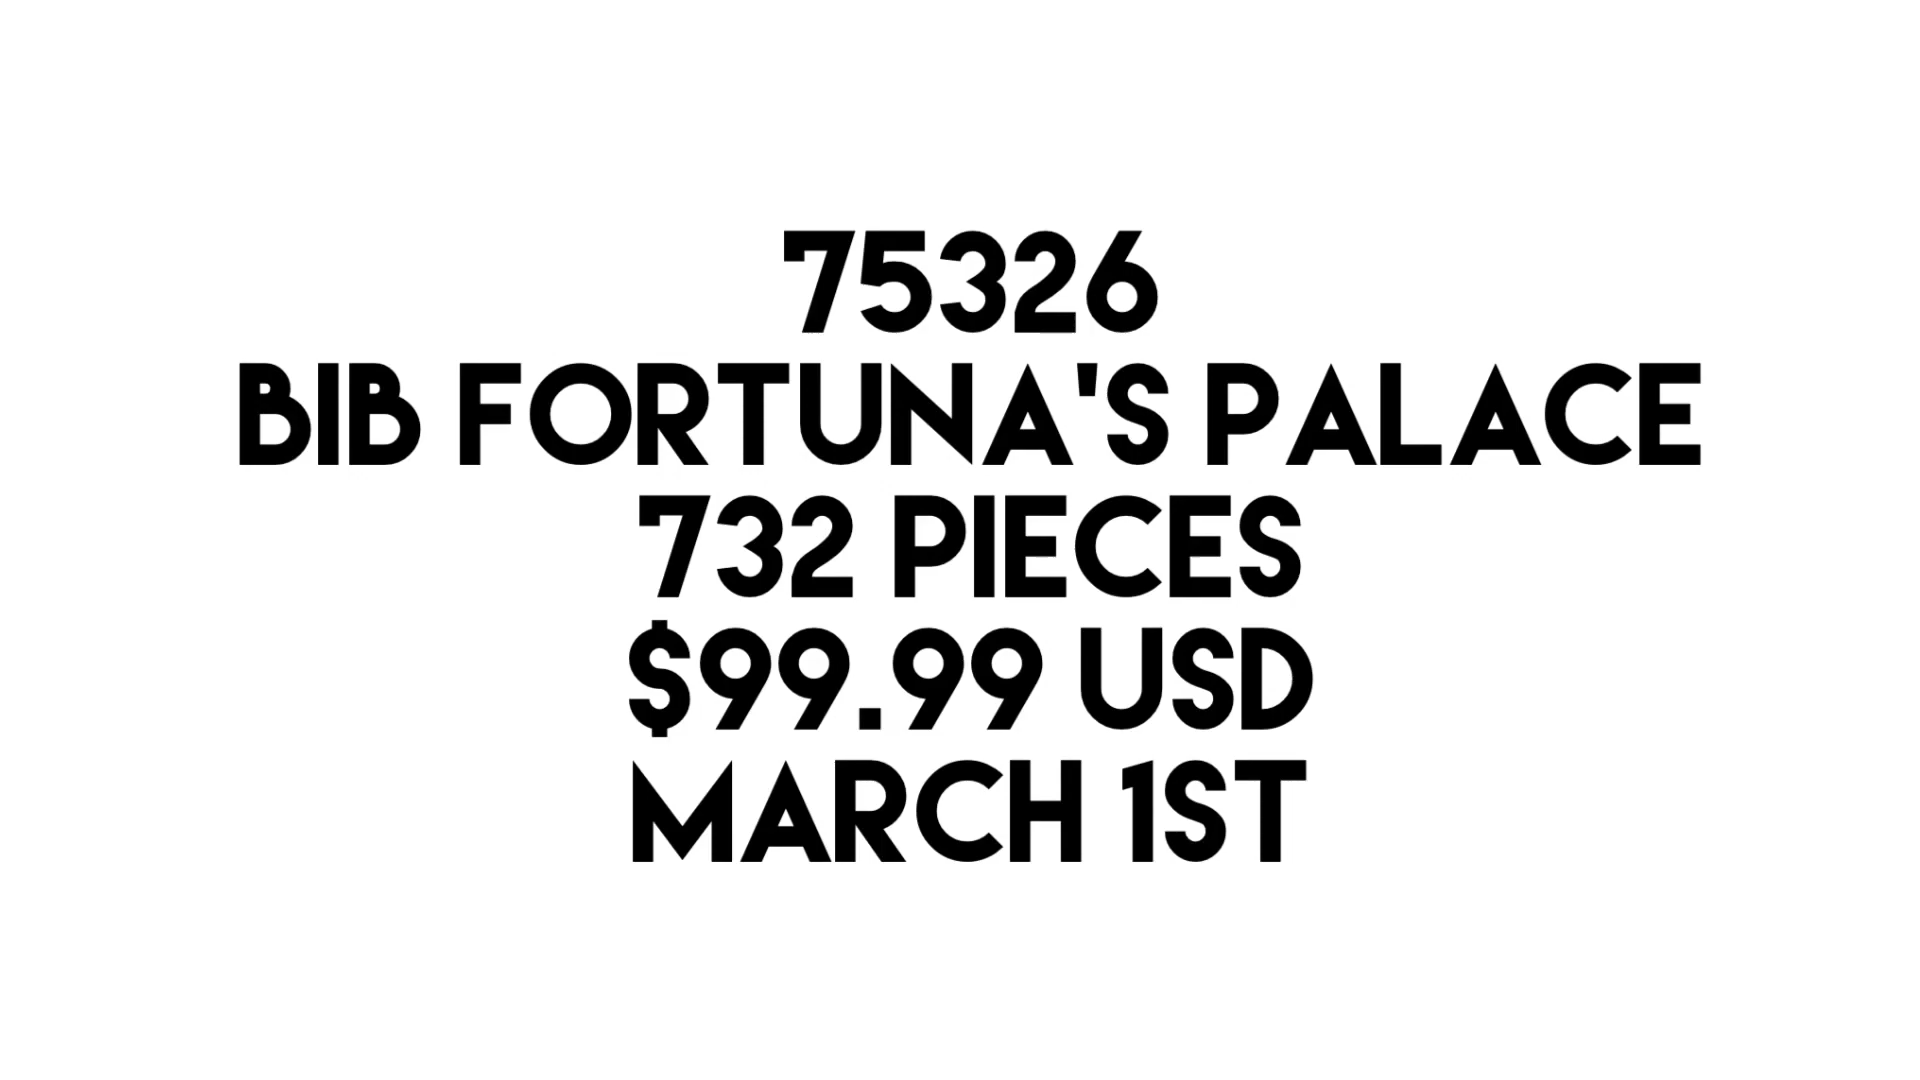 75326
BIB FORTUNA'S PALACE
732 PIECES
$99.99 USD
MARCH 1ST